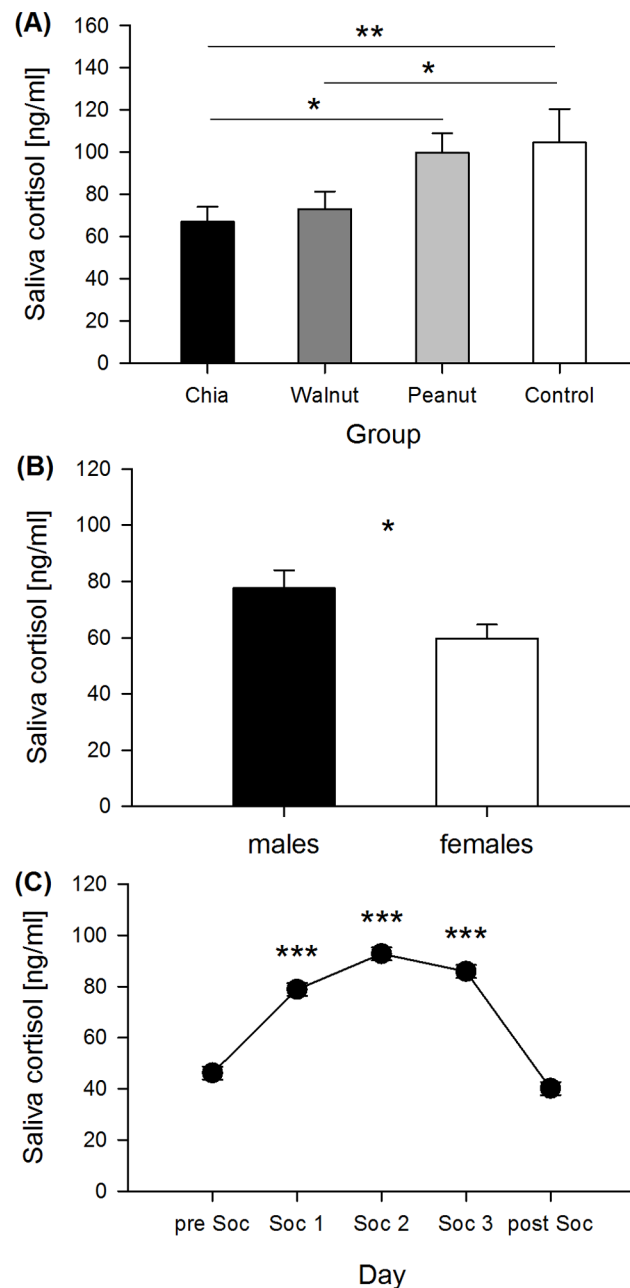 (A)
Saliva cortisol [ng/ml]
160
140
120
100
80
60
40
20
0
**
*
*
Chia Walnut Peanut Control
Group
(B)
Saliva cortisol [ng/ml]
120
100
80
60
40
20
0
*
males females
(C)
Saliva cortisol [ng/ml]
120
100
80
60
40
20
0
***
***
***
pre Soc Soc 1 Soc 2 Soc 3 post Soc
Day